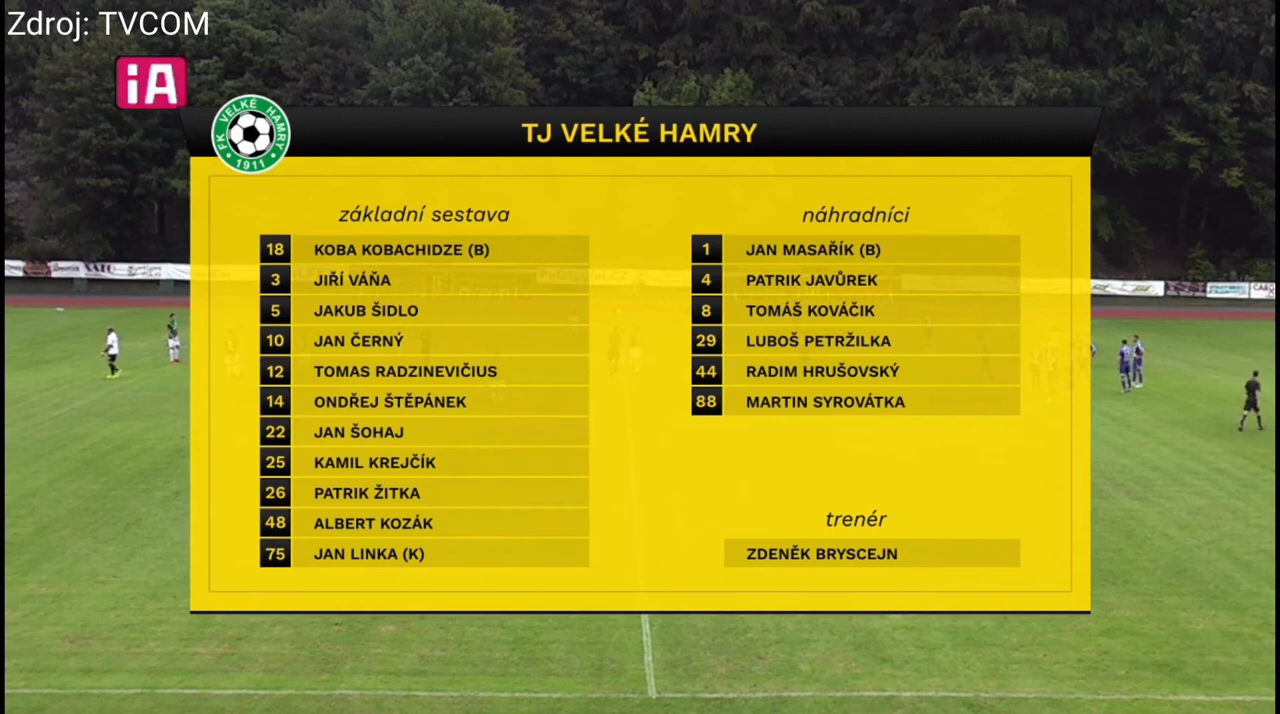 Zdroj: TVCOM
iA
FK VELKÉ HAMRY
1911
TJ VELKÉ HAMRY
základní sestava
18 KOBA KOBACHIDZE (B)
3 JIŘÍ VÁŇA
5 JAKUB ŠIDLO
10 JAN ČERNÝ
12 TOMAS RADZINEVIČIUS
14 ONDŘEJ ŠTĚPÁNEK
22 JAN ŠOHAJ
25 KAMIL KREJČÍK
26 PATRIK ŽITKA
48 ALBERT KOZÁK
75 JAN LINKA (K)
náhradníci
1 JAN MASAŘÍK (B)
4 PATRIK JAVŮREK
8 TOMÁŠ KOVÁČIK
29 LUBOŠ PETRŽILKA
44 RADIM HRUŠOVSKÝ
88 MARTIN SYROVÁTKA
trenér
ZDENĚK BRYSCEJN